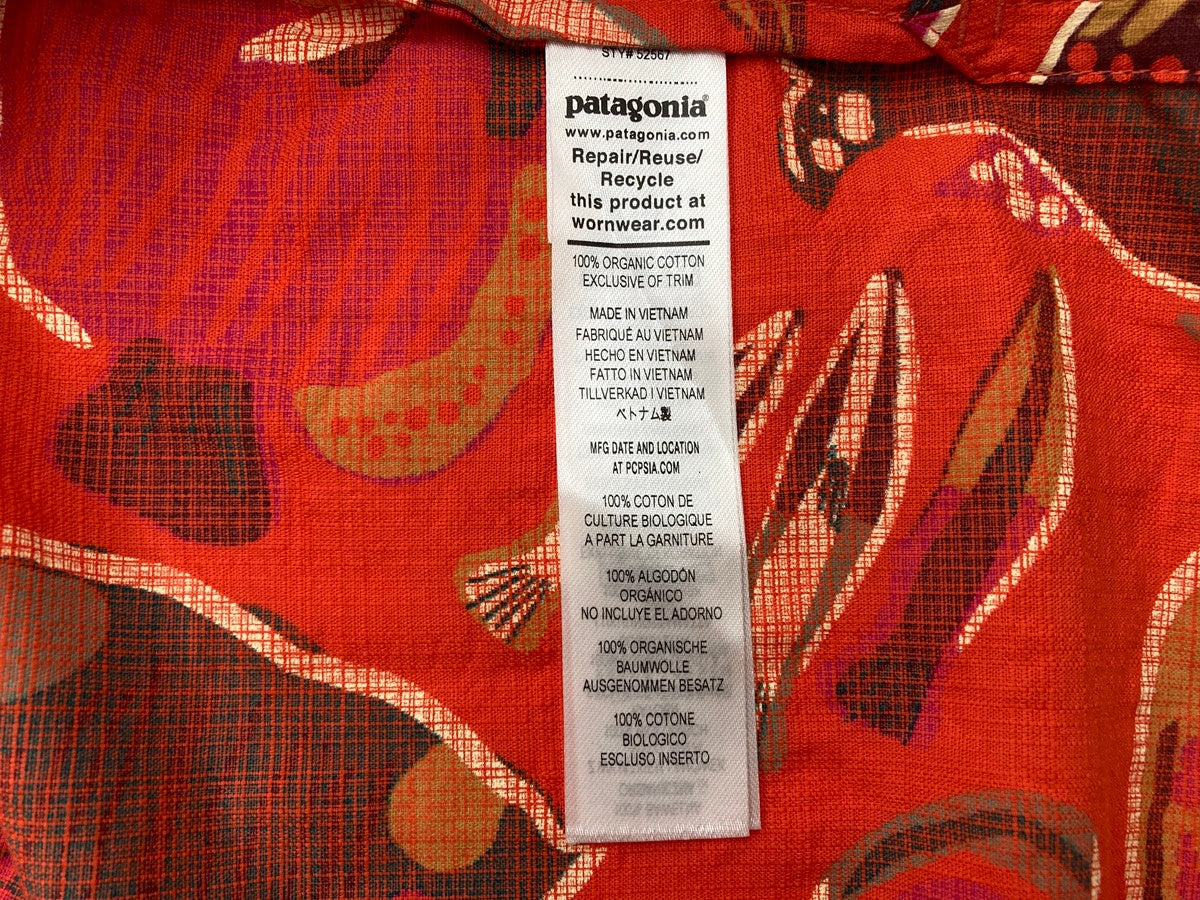 STY# 52567
patagonia®
www.patagonia.com
Repair/Reuse/
Recycle
this product at
wornwear.com
100% ORGANIC COTTON
EXCLUSIVE OF TRIM
MADE IN VIETNAM
FABRIQUÉ AU VIETNAM
HECHO EN VIETNAM
FATTO IN VIETNAM
TILLVERKAD I VIETNAM
ベトナム製
MFG DATE AND LOCATION
AT PCPSIA.COM
100% COTON DE
CULTURE BIOLOGIQUE
A PART LA GARNITURE
100% ALGODÓN
ORGÁNICO
NO INCLUYE EL ADORNO
100% ORGANISCHE
BAUMWOLLE
AUSGENOMMEN BESATZ
100% COTONE
BIOLOGICO
ESCLUSO INSERTO